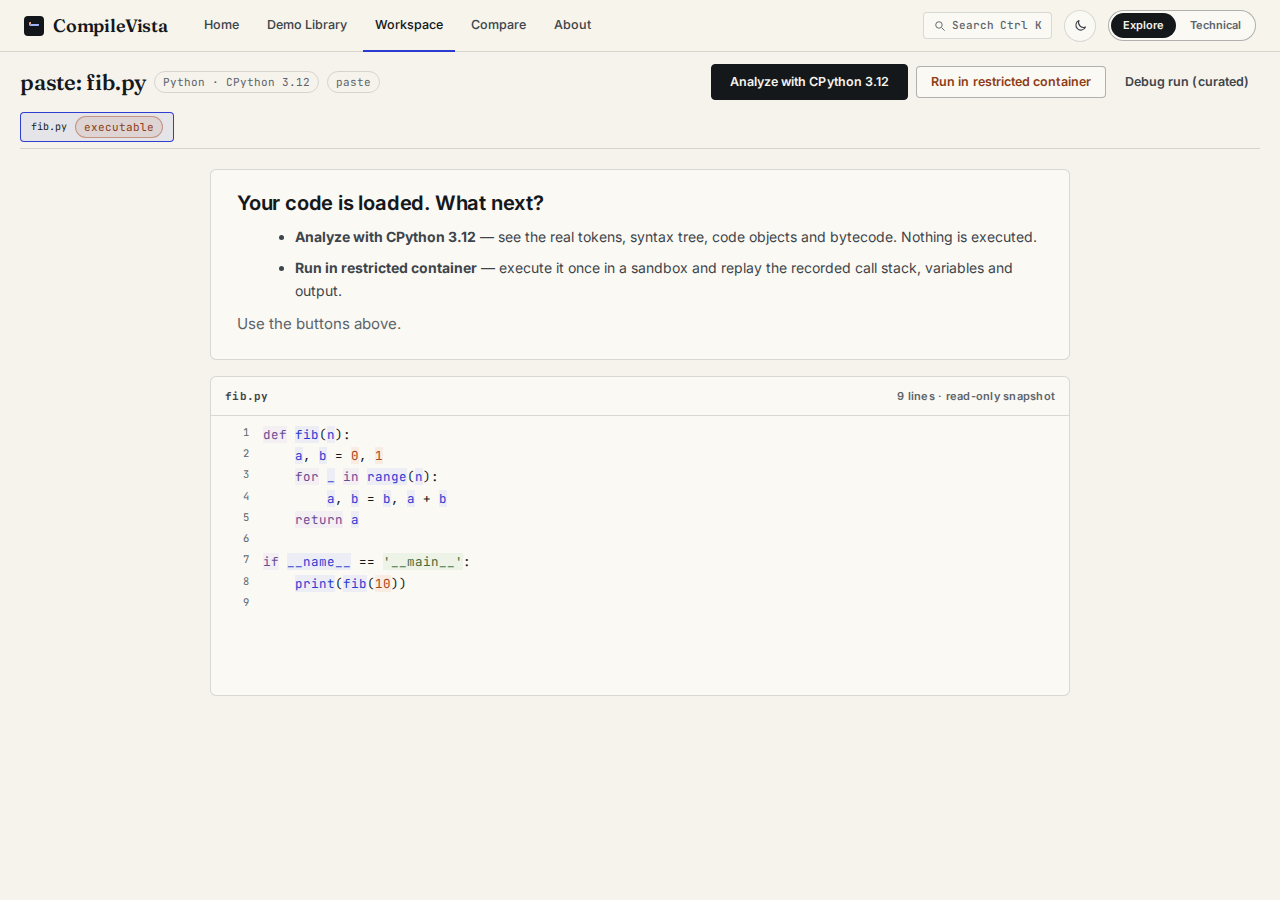 CompileVista Home Demo Library Workspace Compare About Search Ctrl K Explore Technical
paste: fib.py Python · CPython 3.12 paste Analyze with CPython 3.12 Run in restricted container Debug run (curated)
fib.py executable
Your code is loaded. What next?
• Analyze with CPython 3.12 — see the real tokens, syntax tree, code objects and bytecode. Nothing is executed.
• Run in restricted container — execute it once in a sandbox and replay the recorded call stack, variables and
output.
Use the buttons above.
fib.py 9 lines · read-only snapshot
1 def fib(n):
2     a, b = 0, 1
3     for _ in range(n):
4         a, b = b, a + b
5     return a
6
7 if __name__ == '__main__':
8     print(fib(10))
9